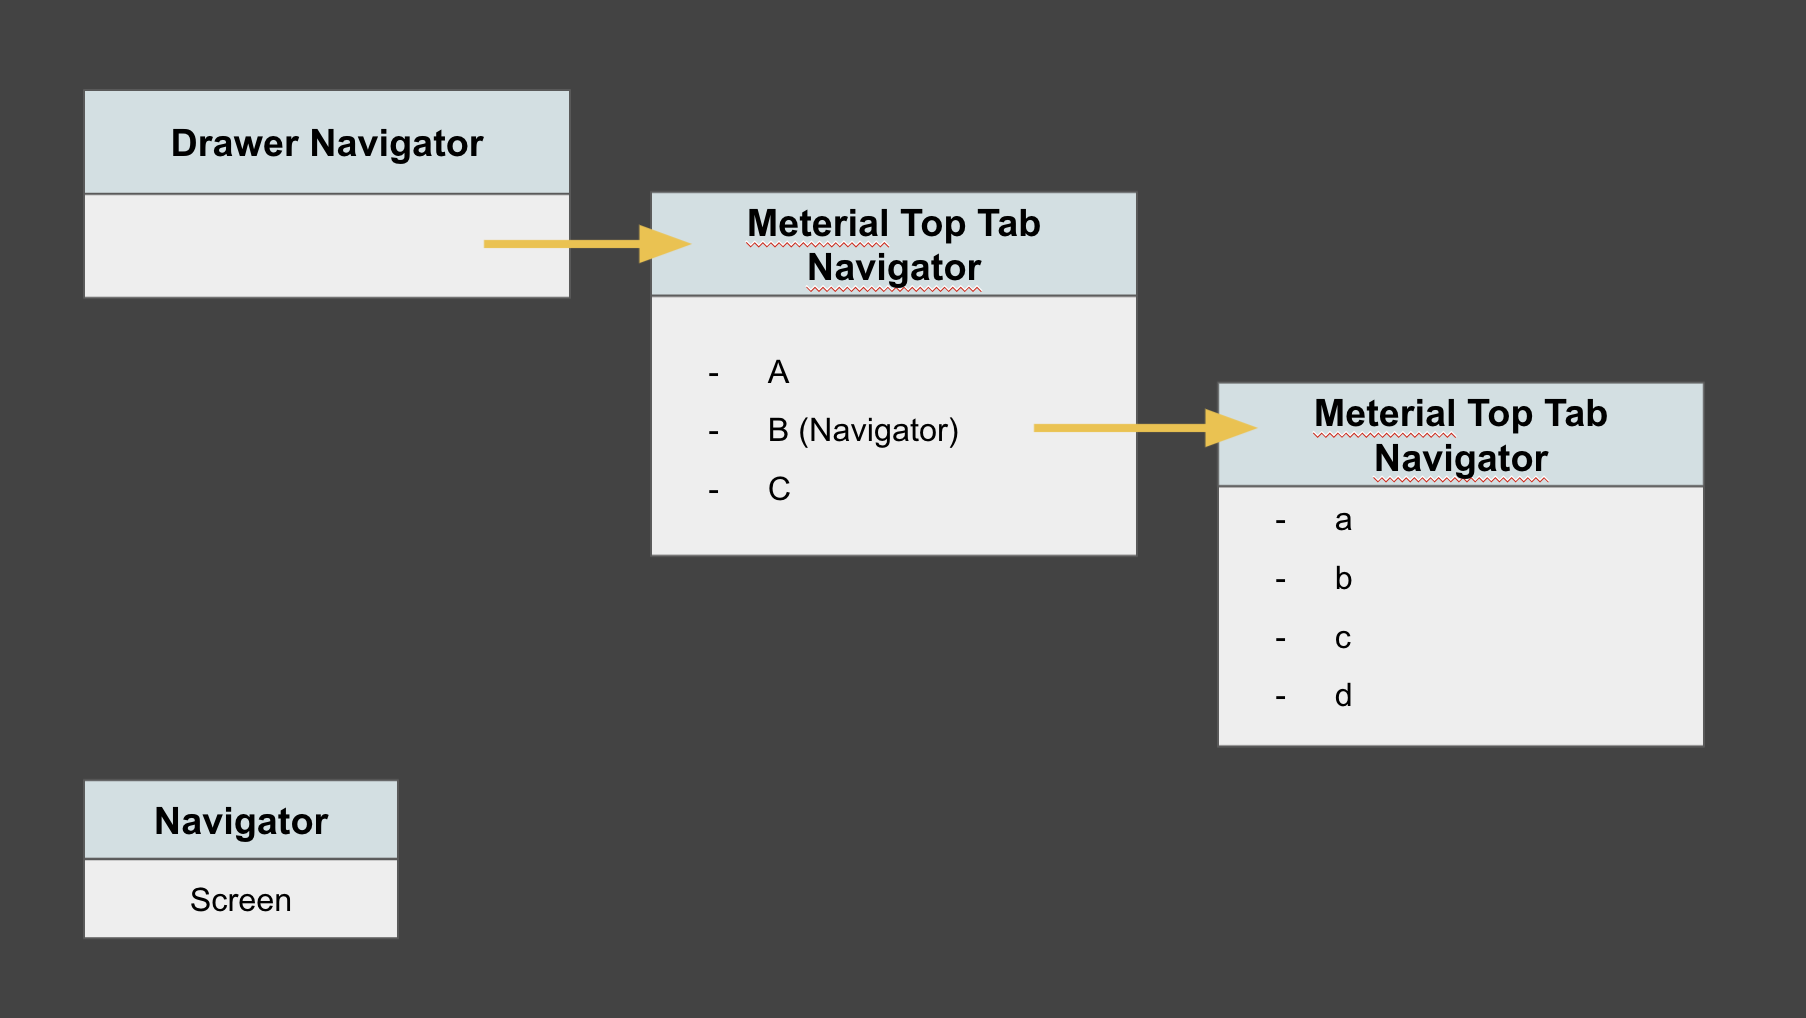 Drawer Navigator
Meterial Top Tab
Navigator
- A
- B (Navigator)
- C
Meterial Top Tab
Navigator
- a
- b
- c
- d
Navigator
Screen